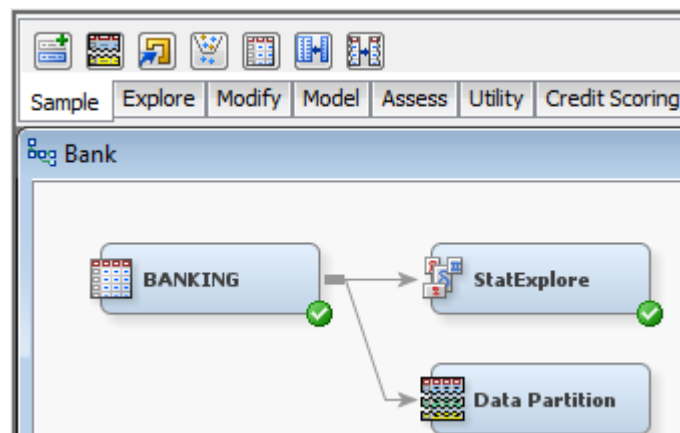 Sample Explore Modify Model Assess Utility Credit Scoring
Bank
BANKING StatExplore
Data Partition